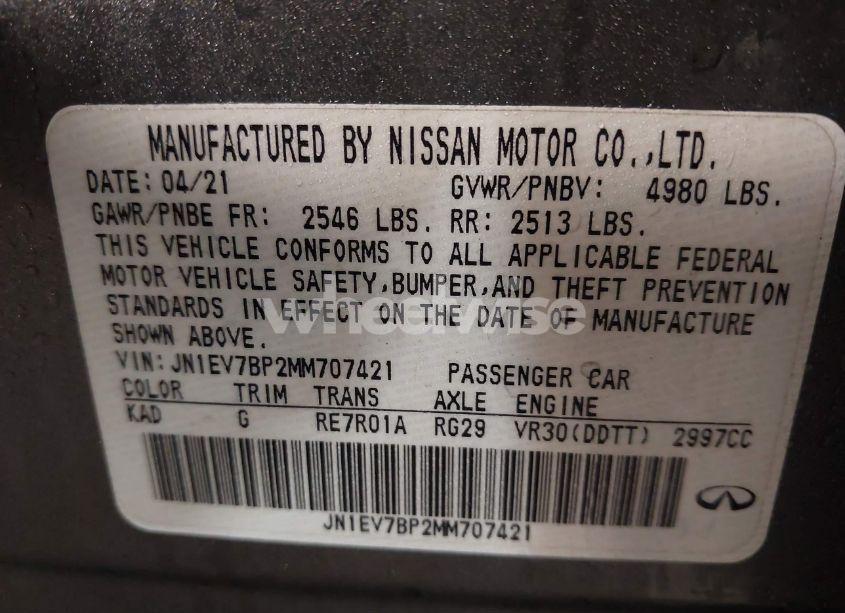 MANUFACTURED BY NISSAN MOTOR CO.,LTD.
DATE: 04/21 GVWR/PNBV: 4980 LBS.
GAWR/PNBE FR: 2546 LBS. RR: 2513 LBS.
THIS VEHICLE CONFORMS TO ALL APPLICABLE FEDERAL
MOTOR VEHICLE SAFETY,BUMPER,AND THEFT PREVENTION
STANDARDS IN EFFECT ON THE DATE OF MANUFACTURE
SHOWN ABOVE.
wheelwise
VIN: JN1EV7BP2MM707421 PASSENGER CAR
COLOR TRIM TRANS AXLE ENGINE
KAD G RE7R01A RG29 VR30(DDTT) 2997CC
JN1EV7BP2MM707421